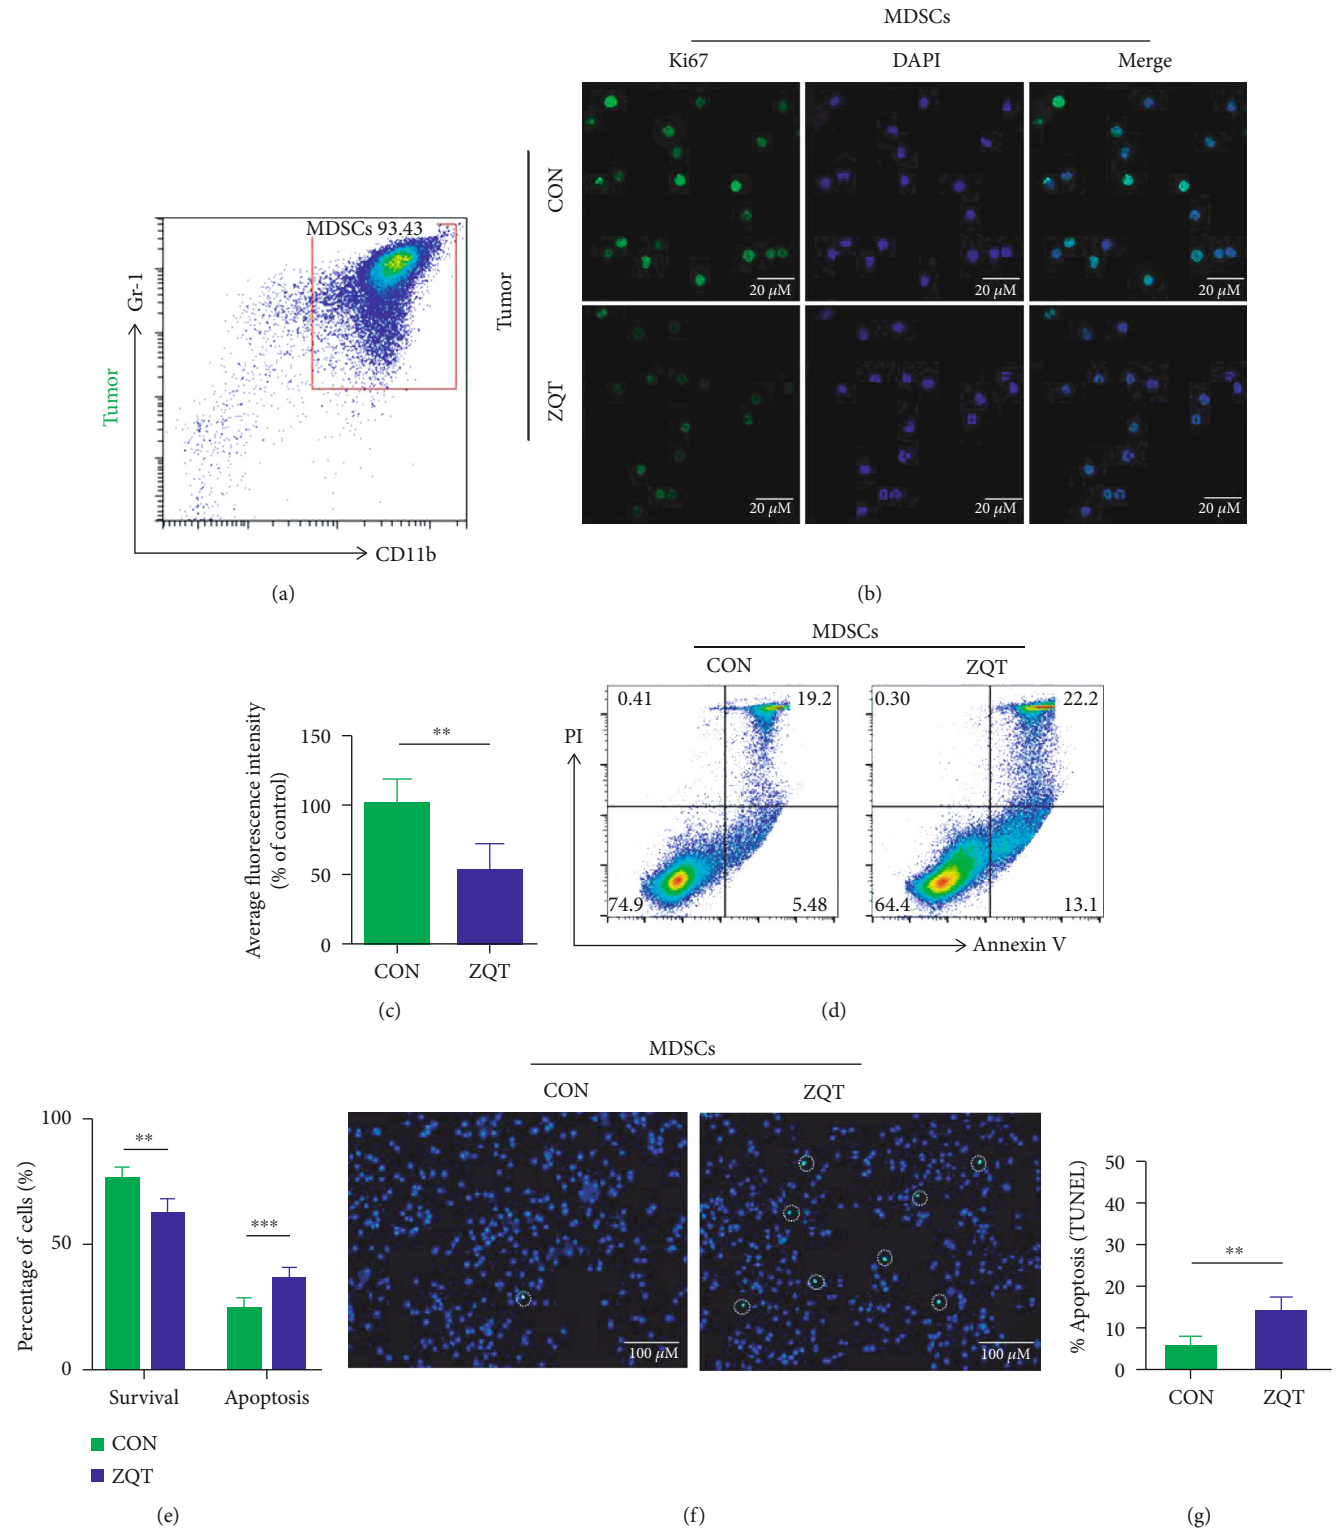 MDSCs
Ki67
DAPI
Merge
CON
ZQT
Tumor
20 μM
20 μM
20 μM
20 μM
20 μM
20 μM
(b)
MDSCs 93.43
Gr-1
Tumor
CD11b
(a)
Average fluorescence intensity
(% of control)
150
100
50
0
**
CON
ZQT
(c)
MDSCs
CON
ZQT
PI
0.41
19.2
74.9
5.48
0.30
22.2
64.4
13.1
Annexin V
(d)
Percentage of cells (%)
100
50
0
**
***
Survival
Apoptosis
CON
ZQT
(e)
MDSCs
CON
ZQT
100 μM
100 μM
(f)
% Apoptosis (TUNEL)
50
40
30
20
10
0
**
CON
ZQT
(g)